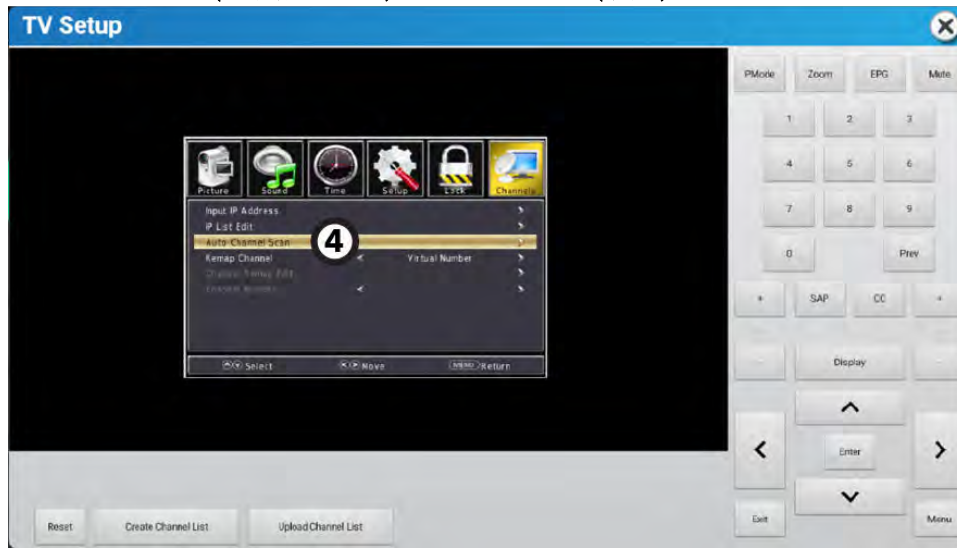 TV Setup
PMode Zoom EPG Mute
1 2 3
4 5 6
7 8 9
0 Prev
+ SAP CC +
- Display -
Enter
Exit Menu
Picture Sound Time Setup Lock Channels
Input IP Address
IP List Edit
Auto Channel Scan
4
Remap Channel Virtual Number
Select Move MENU Return
Reset Create Channel List Upload Channel List